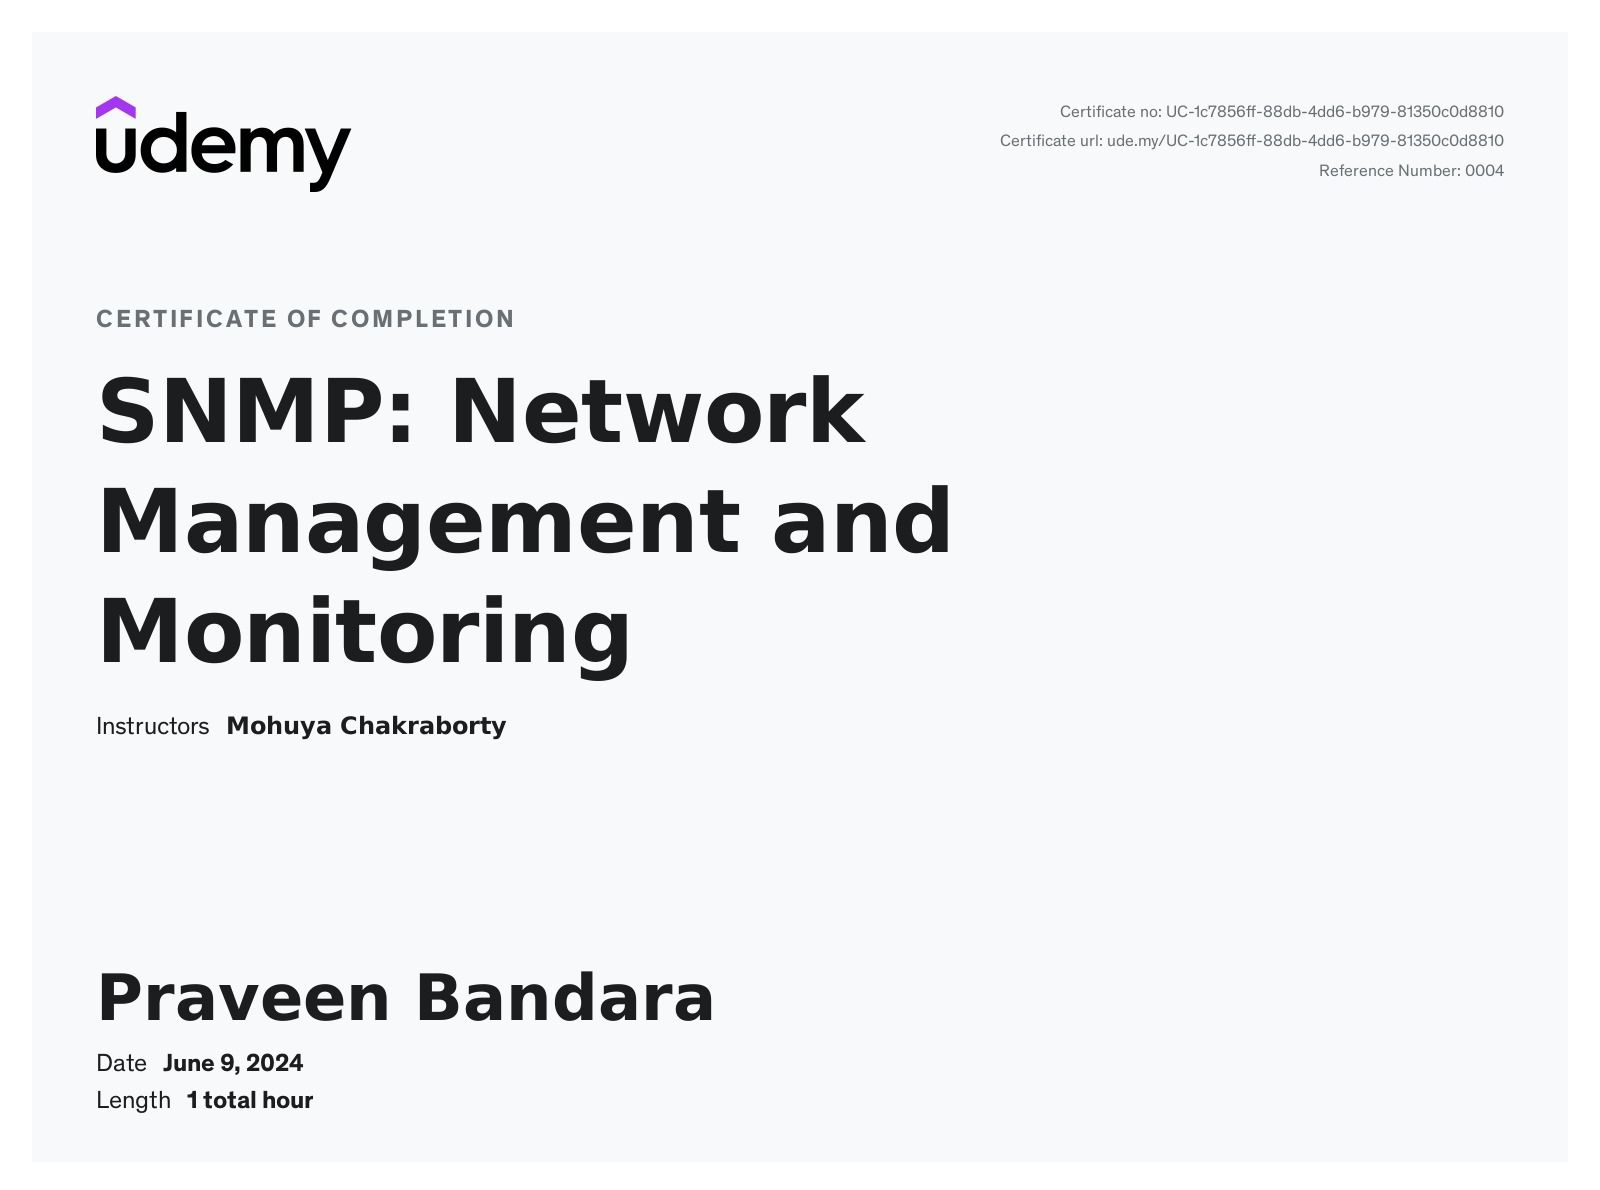 udemy
Certificate no: UC-1c7856ff-88db-4dd6-b979-81350c0d8810
Certificate url: ude.my/UC-1c7856ff-88db-4dd6-b979-81350c0d8810
Reference Number: 0004
CERTIFICATE OF COMPLETION
SNMP: Network
Management and
Monitoring
Instructors Mohuya Chakraborty
Praveen Bandara
Date June 9, 2024
Length 1 total hour